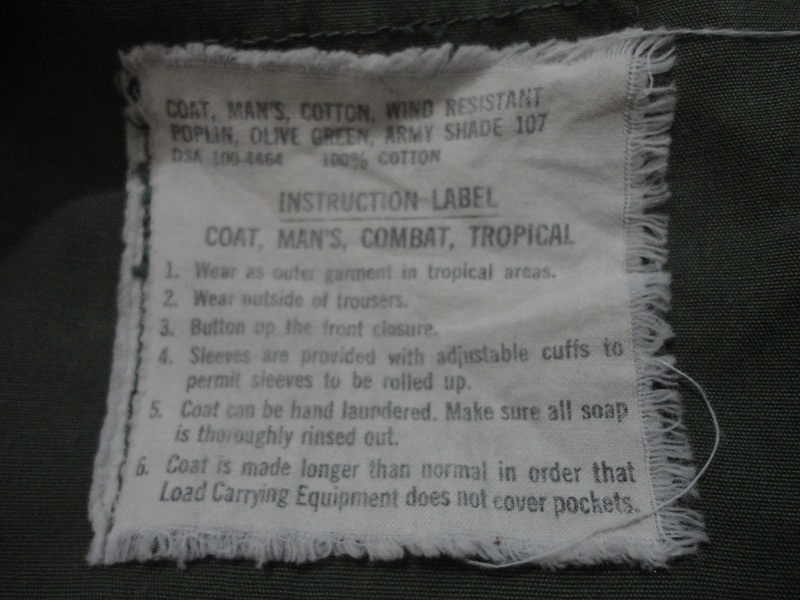 COAT, MAN'S, COTTON, WIND RESISTANT
POPLIN, OLIVE GREEN, ARMY SHADE 107
DSA 100-4464 100% COTTON
INSTRUCTION LABEL
COAT, MAN'S, COMBAT, TROPICAL
1. Wear as outer garment in tropical areas.
2. Wear outside of trousers.
3. Button up the front closure.
4. Sleeves are provided with adjustable cuffs to
permit sleeves to be rolled up.
5. Coat can be hand laundered. Make sure all soap
is thoroughly rinsed out.
6. Coat is made longer than normal in order that
Load Carrying Equipment does not cover pockets.